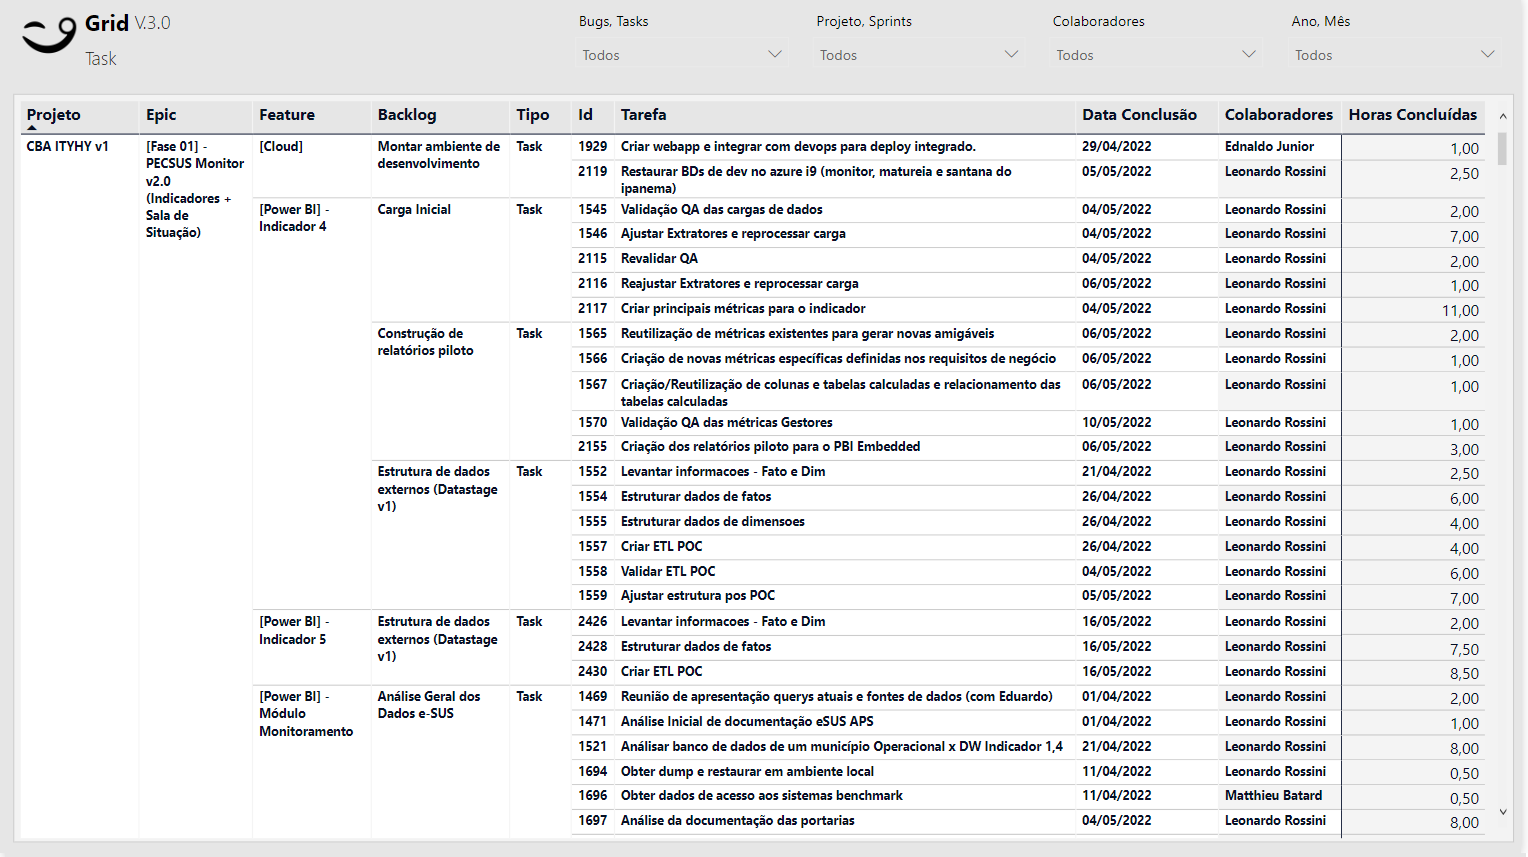 Grid V.3.0
Task
Bugs, Tasks
Todos
Projeto, Sprints
Todos
Colaboradores
Todos
Ano, Mês
Todos
Projeto Epic Feature Backlog Tipo Id Tarefa Data Conclusão Colaboradores Horas Concluídas
CBA ITYHY v1
[Fase 01] -
PECSUS Monitor
v2.0
(Indicadores +
Sala de
Situação)
[Cloud]
Montar ambiente de
desenvolvimento
Task
1929 Criar webapp e integrar com devops para deploy integrado. 29/04/2022 Ednaldo Junior 1,00
2119 Restaurar BDs de dev no azure i9 (monitor, matureia e santana do
ipanema) 05/05/2022 Leonardo Rossini 2,50
[Power BI] -
Indicador 4
Carga Inicial
Task
1545 Validação QA das cargas de dados 04/05/2022 Leonardo Rossini 2,00
1546 Ajustar Extratores e reprocessar carga 04/05/2022 Leonardo Rossini 7,00
2115 Revalidar QA 04/05/2022 Leonardo Rossini 2,00
2116 Reajustar Extratores e reprocessar carga 06/05/2022 Leonardo Rossini 1,00
2117 Criar principais métricas para o indicador 04/05/2022 Leonardo Rossini 11,00
Construção de
relatórios piloto
Task
1565 Reutilização de métricas existentes para gerar novas amigáveis 06/05/2022 Leonardo Rossini 2,00
1566 Criação de novas métricas específicas definidas nos requisitos de negócio 06/05/2022 Leonardo Rossini 1,00
1567 Criação/Reutilização de colunas e tabelas calculadas e relacionamento das
tabelas calculadas 06/05/2022 Leonardo Rossini 1,00
1570 Validação QA das métricas Gestores 10/05/2022 Leonardo Rossini 1,00
2155 Criação dos relatórios piloto para o PBI Embedded 06/05/2022 Leonardo Rossini 3,00
Estrutura de dados
externos (Datastage
v1)
Task
1552 Levantar informacoes - Fato e Dim 21/04/2022 Leonardo Rossini 2,50
1554 Estruturar dados de fatos 26/04/2022 Leonardo Rossini 6,00
1555 Estruturar dados de dimensoes 26/04/2022 Leonardo Rossini 4,00
1557 Criar ETL POC 26/04/2022 Leonardo Rossini 4,00
1558 Validar ETL POC 04/05/2022 Leonardo Rossini 6,00
1559 Ajustar estrutura pos POC 05/05/2022 Leonardo Rossini 7,00
[Power BI] -
Indicador 5
Estrutura de dados
externos (Datastage
v1)
Task
2426 Levantar informacoes - Fato e Dim 16/05/2022 Leonardo Rossini 2,00
2428 Estruturar dados de fatos 16/05/2022 Leonardo Rossini 7,50
2430 Criar ETL POC 16/05/2022 Leonardo Rossini 8,50
[Power BI] -
Módulo
Monitoramento
Análise Geral dos
Dados e-SUS
Task
1469 Reunião de apresentação querys atuais e fontes de dados (com Eduardo) 01/04/2022 Leonardo Rossini 2,00
1471 Análise Inicial de documentação eSUS APS 01/04/2022 Leonardo Rossini 1,00
1521 Análisar banco de dados de um município Operacional x DW Indicador 1,4 21/04/2022 Leonardo Rossini 8,00
1694 Obter dump e restaurar em ambiente local 11/04/2022 Leonardo Rossini 0,50
1696 Obter dados de acesso aos sistemas benchmark 11/04/2022 Matthieu Batard 0,50
1697 Análise da documentação das portarias 04/05/2022 Leonardo Rossini 8,00